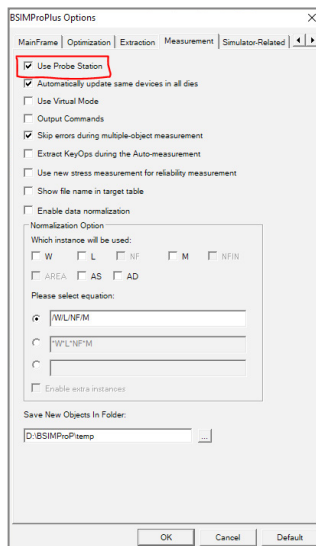 BSIMProPlus Options
MainFrame Optimization Extraction Measurement Simulator-Related
Use Probe Station
Automatically update same devices in all dies
Use Virtual Mode
Output Commands
Skip errors during multiple-object measurement
Extract KeyOps during the Auto-measurement
Use new stress measurement for reliability measurement
Show file name in target table
Enable data normalization
Normalization Option
Which instance will be used:
W L NF M NFIN
AREA AS AD
Please select equation:
/W/L/NF/M
*W*L*NF*M
Enable extra instances
Save New Objects In Folder:
D:\BSIMProP\temp ...
OK Cancel Default